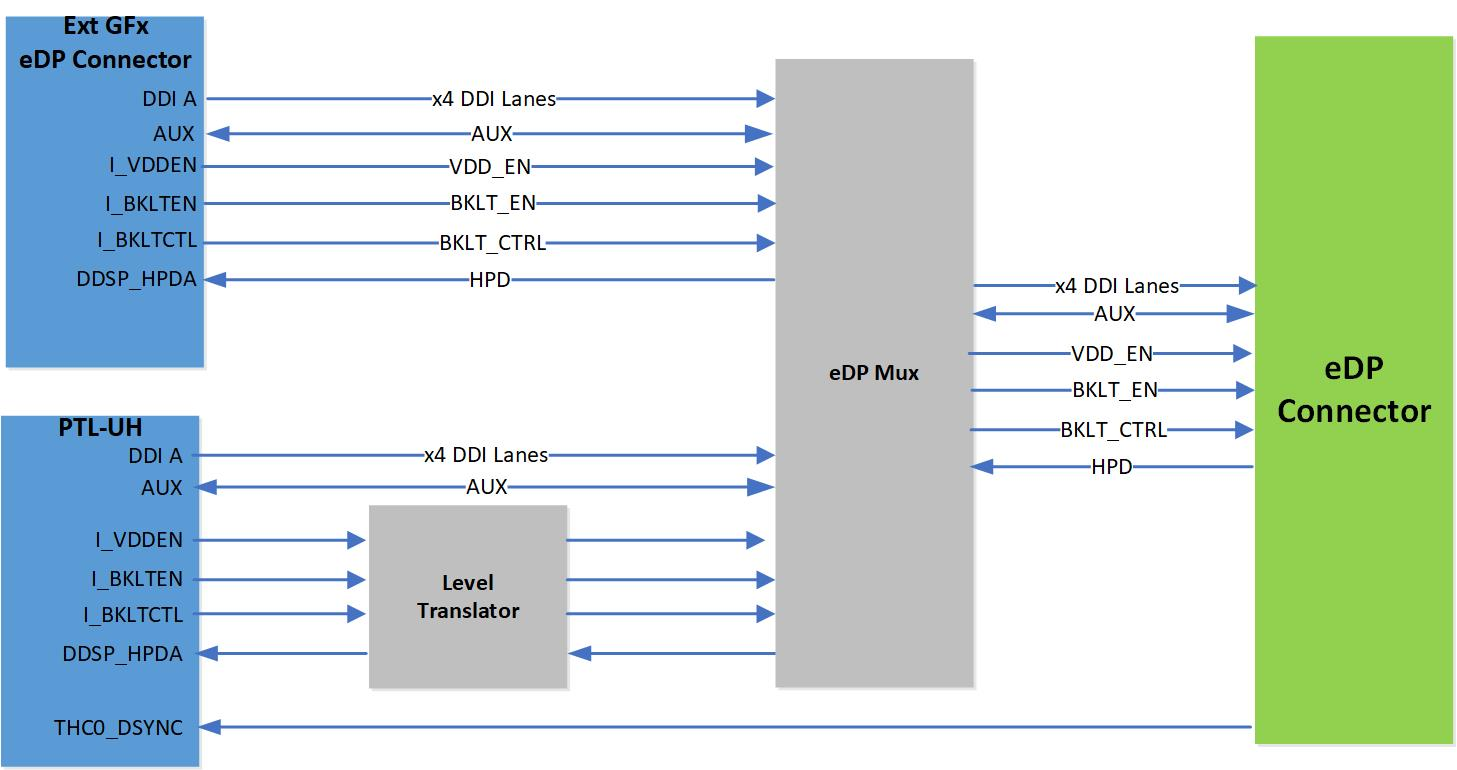 Ext GFx
eDP Connector
DDI A
x4 DDI Lanes
AUX
AUX
I_VDDEN
VDD_EN
I_BKLTEN
BKLT_EN
I_BKLTCTL
BKLT_CTRL
DDSP_HPDA
HPD
PTL-UH
DDI A
x4 DDI Lanes
AUX
AUX
I_VDDEN
I_BKLTEN
I_BKLTCTL
DDSP_HPDA
THC0_DSYNC
Level
Translator
eDP Mux
x4 DDI Lanes
AUX
VDD_EN
BKLT_EN
BKLT_CTRL
HPD
eDP
Connector